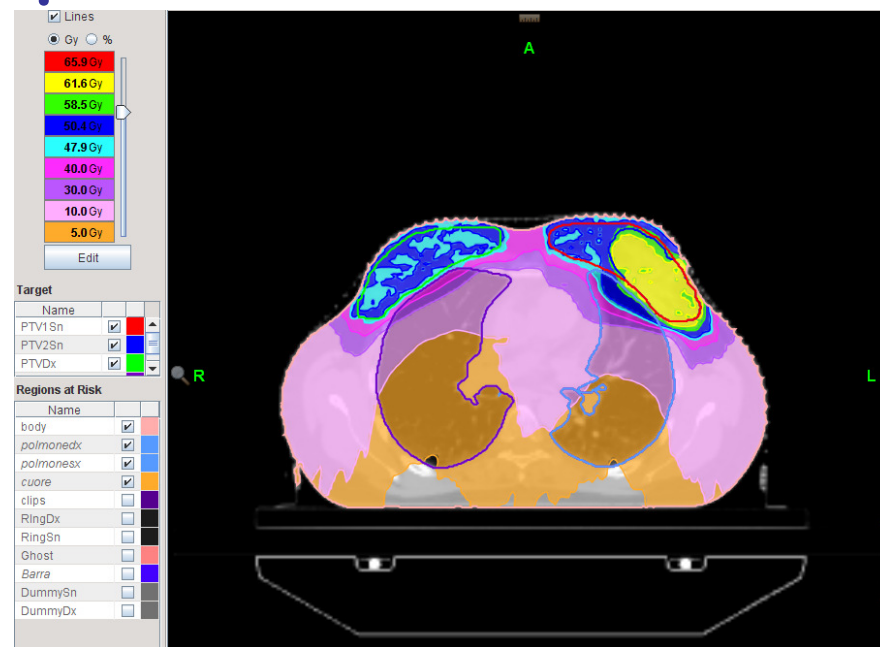 Lines
Gy %
65.9 Gy
61.6 Gy
58.5 Gy
50.1 Gy
47.9 Gy
40.0 Gy
30.0 Gy
10.0 Gy
5.0 Gy
Edit
Target
Name
PTV1Sn
PTV2Sn
PTVDx
Regions at Risk
Name
body
polmonedx
polmonesx
cuore
clips
RIngDx
RingSn
Ghost
Barra
DummySn
DummyDx
A
R
L